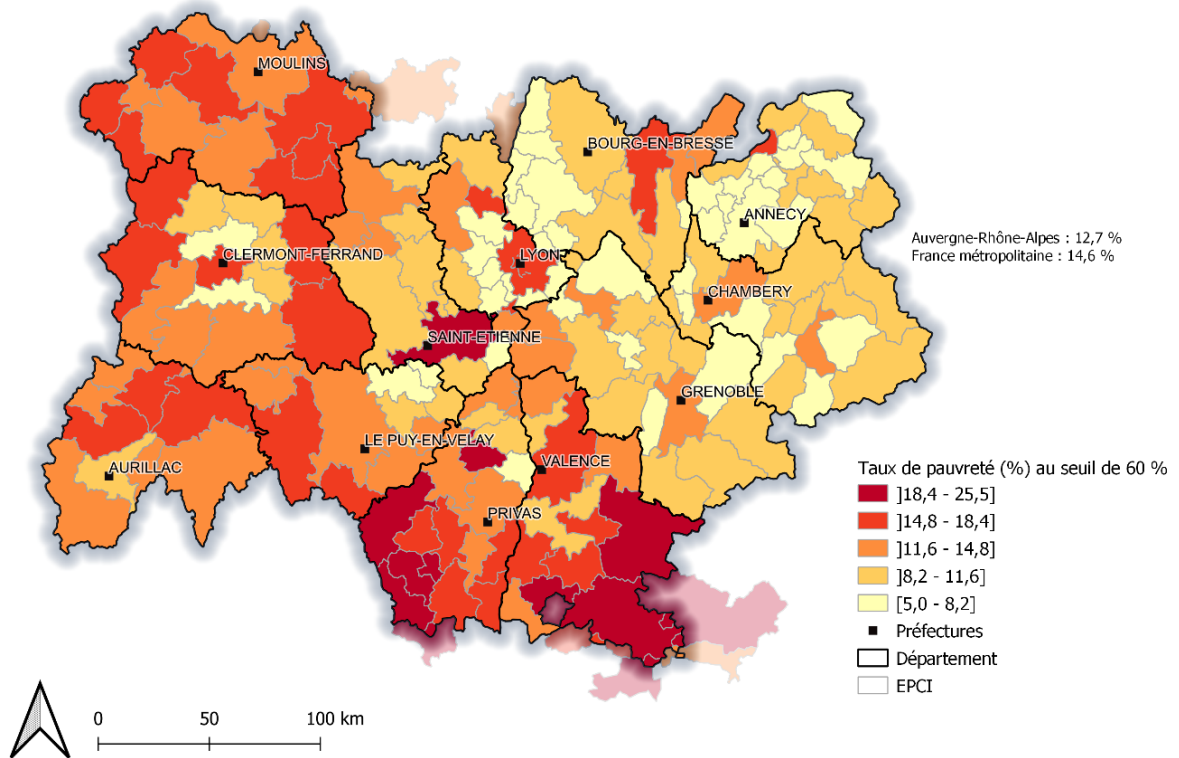 MOULINS
BOURG-EN-BRESSE
ANNECY
Auvergne-Rhône-Alpes : 12,7 %
France métropolitaine : 14,6 %
CLERMONT-FERRAND
LYON
CHAMBERY
SAINT-ETIENNE
GRENOBLE
LE PUY-EN-VELAY
VALENCE
AURILLAC
PRIVAS
Taux de pauvreté (%) au seuil de 60 %
]18,4 - 25,5]
]14,8 - 18,4]
]11,6 - 14,8]
]8,2 - 11,6]
[5,0 - 8,2]
Préfectures
Département
EPCI
0 50 100 km